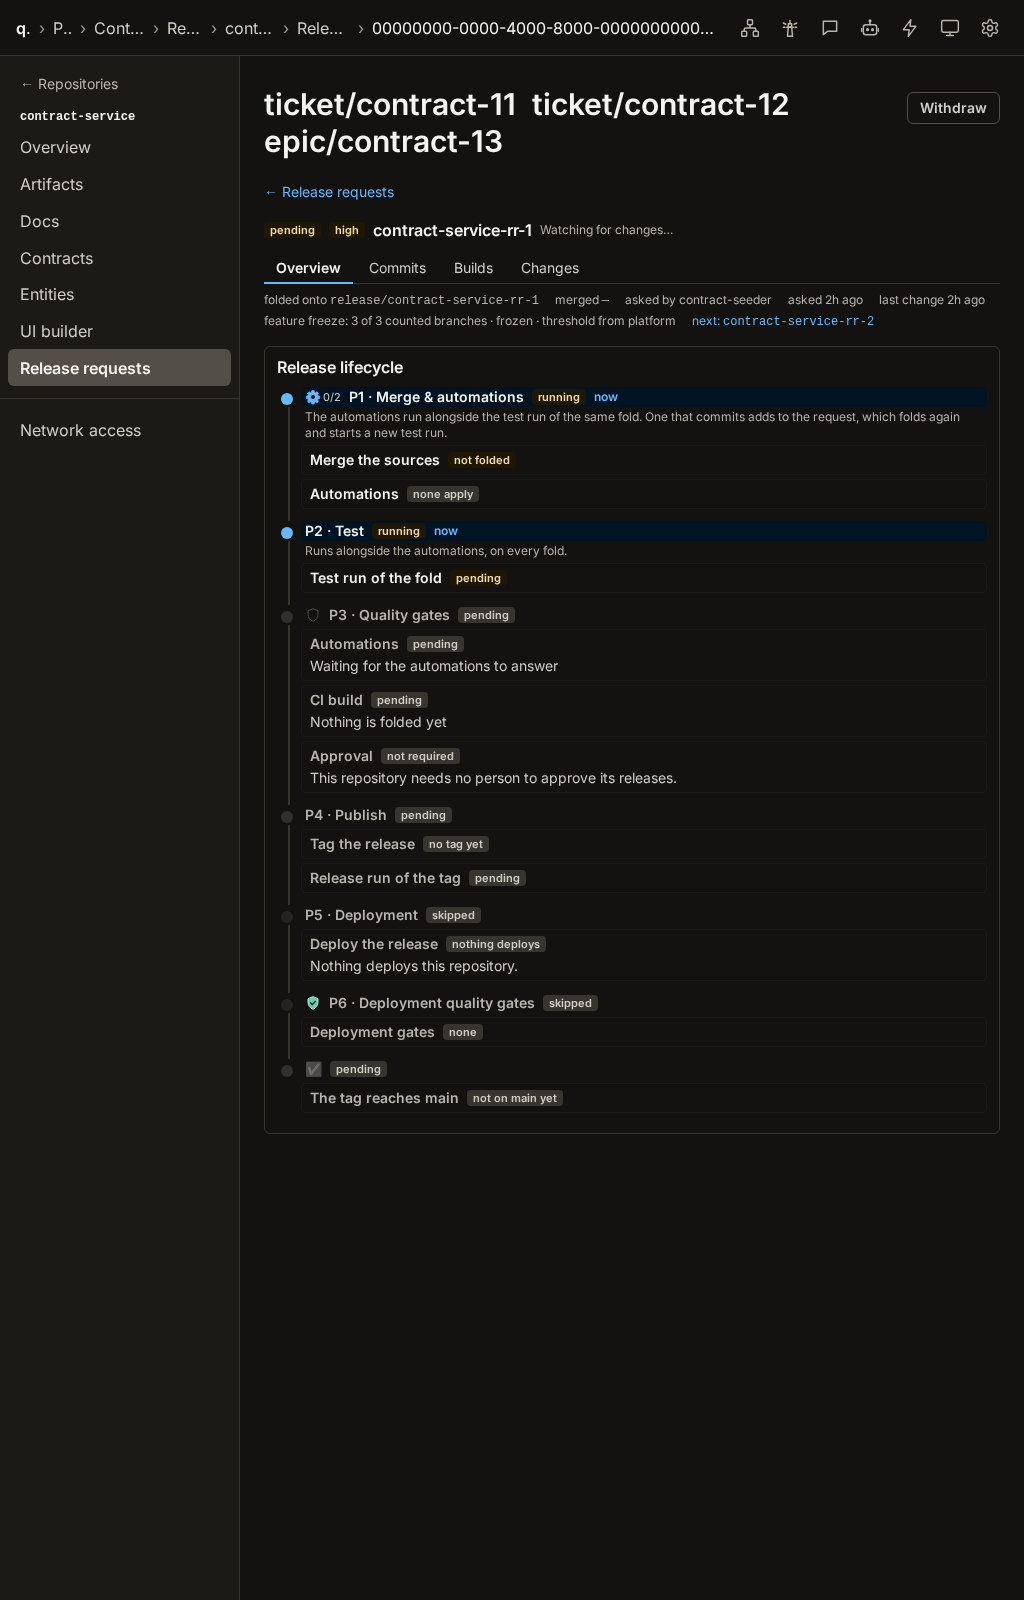 q. › P.. › Cont... › Re... › cont... › Rele... › 00000000-0000-4000-8000-0000000000...
← Repositories
contract-service
Overview
Artifacts
Docs
Contracts
Entities
UI builder
Release requests
Network access
ticket/contract-11 ticket/contract-12
epic/contract-13
Withdraw
← Release requests
pending high contract-service-rr-1 Watching for changes...
Overview Commits Builds Changes
folded onto release/contract-service-rr-1 merged — asked by contract-seeder asked 2h ago last change 2h ago
feature freeze: 3 of 3 counted branches · frozen · threshold from platform next: contract-service-rr-2
Release lifecycle
0/2 P1 · Merge & automations running now
The automations run alongside the test run of the same fold. One that commits adds to the request, which folds again
and starts a new test run.
Merge the sources not folded
Automations none apply
P2 · Test running now
Runs alongside the automations, on every fold.
Test run of the fold pending
P3 · Quality gates pending
Automations pending
Waiting for the automations to answer
CI build pending
Nothing is folded yet
Approval not required
This repository needs no person to approve its releases.
P4 · Publish pending
Tag the release no tag yet
Release run of the tag pending
P5 · Deployment skipped
Deploy the release nothing deploys
Nothing deploys this repository.
P6 · Deployment quality gates skipped
Deployment gates none
pending
The tag reaches main not on main yet